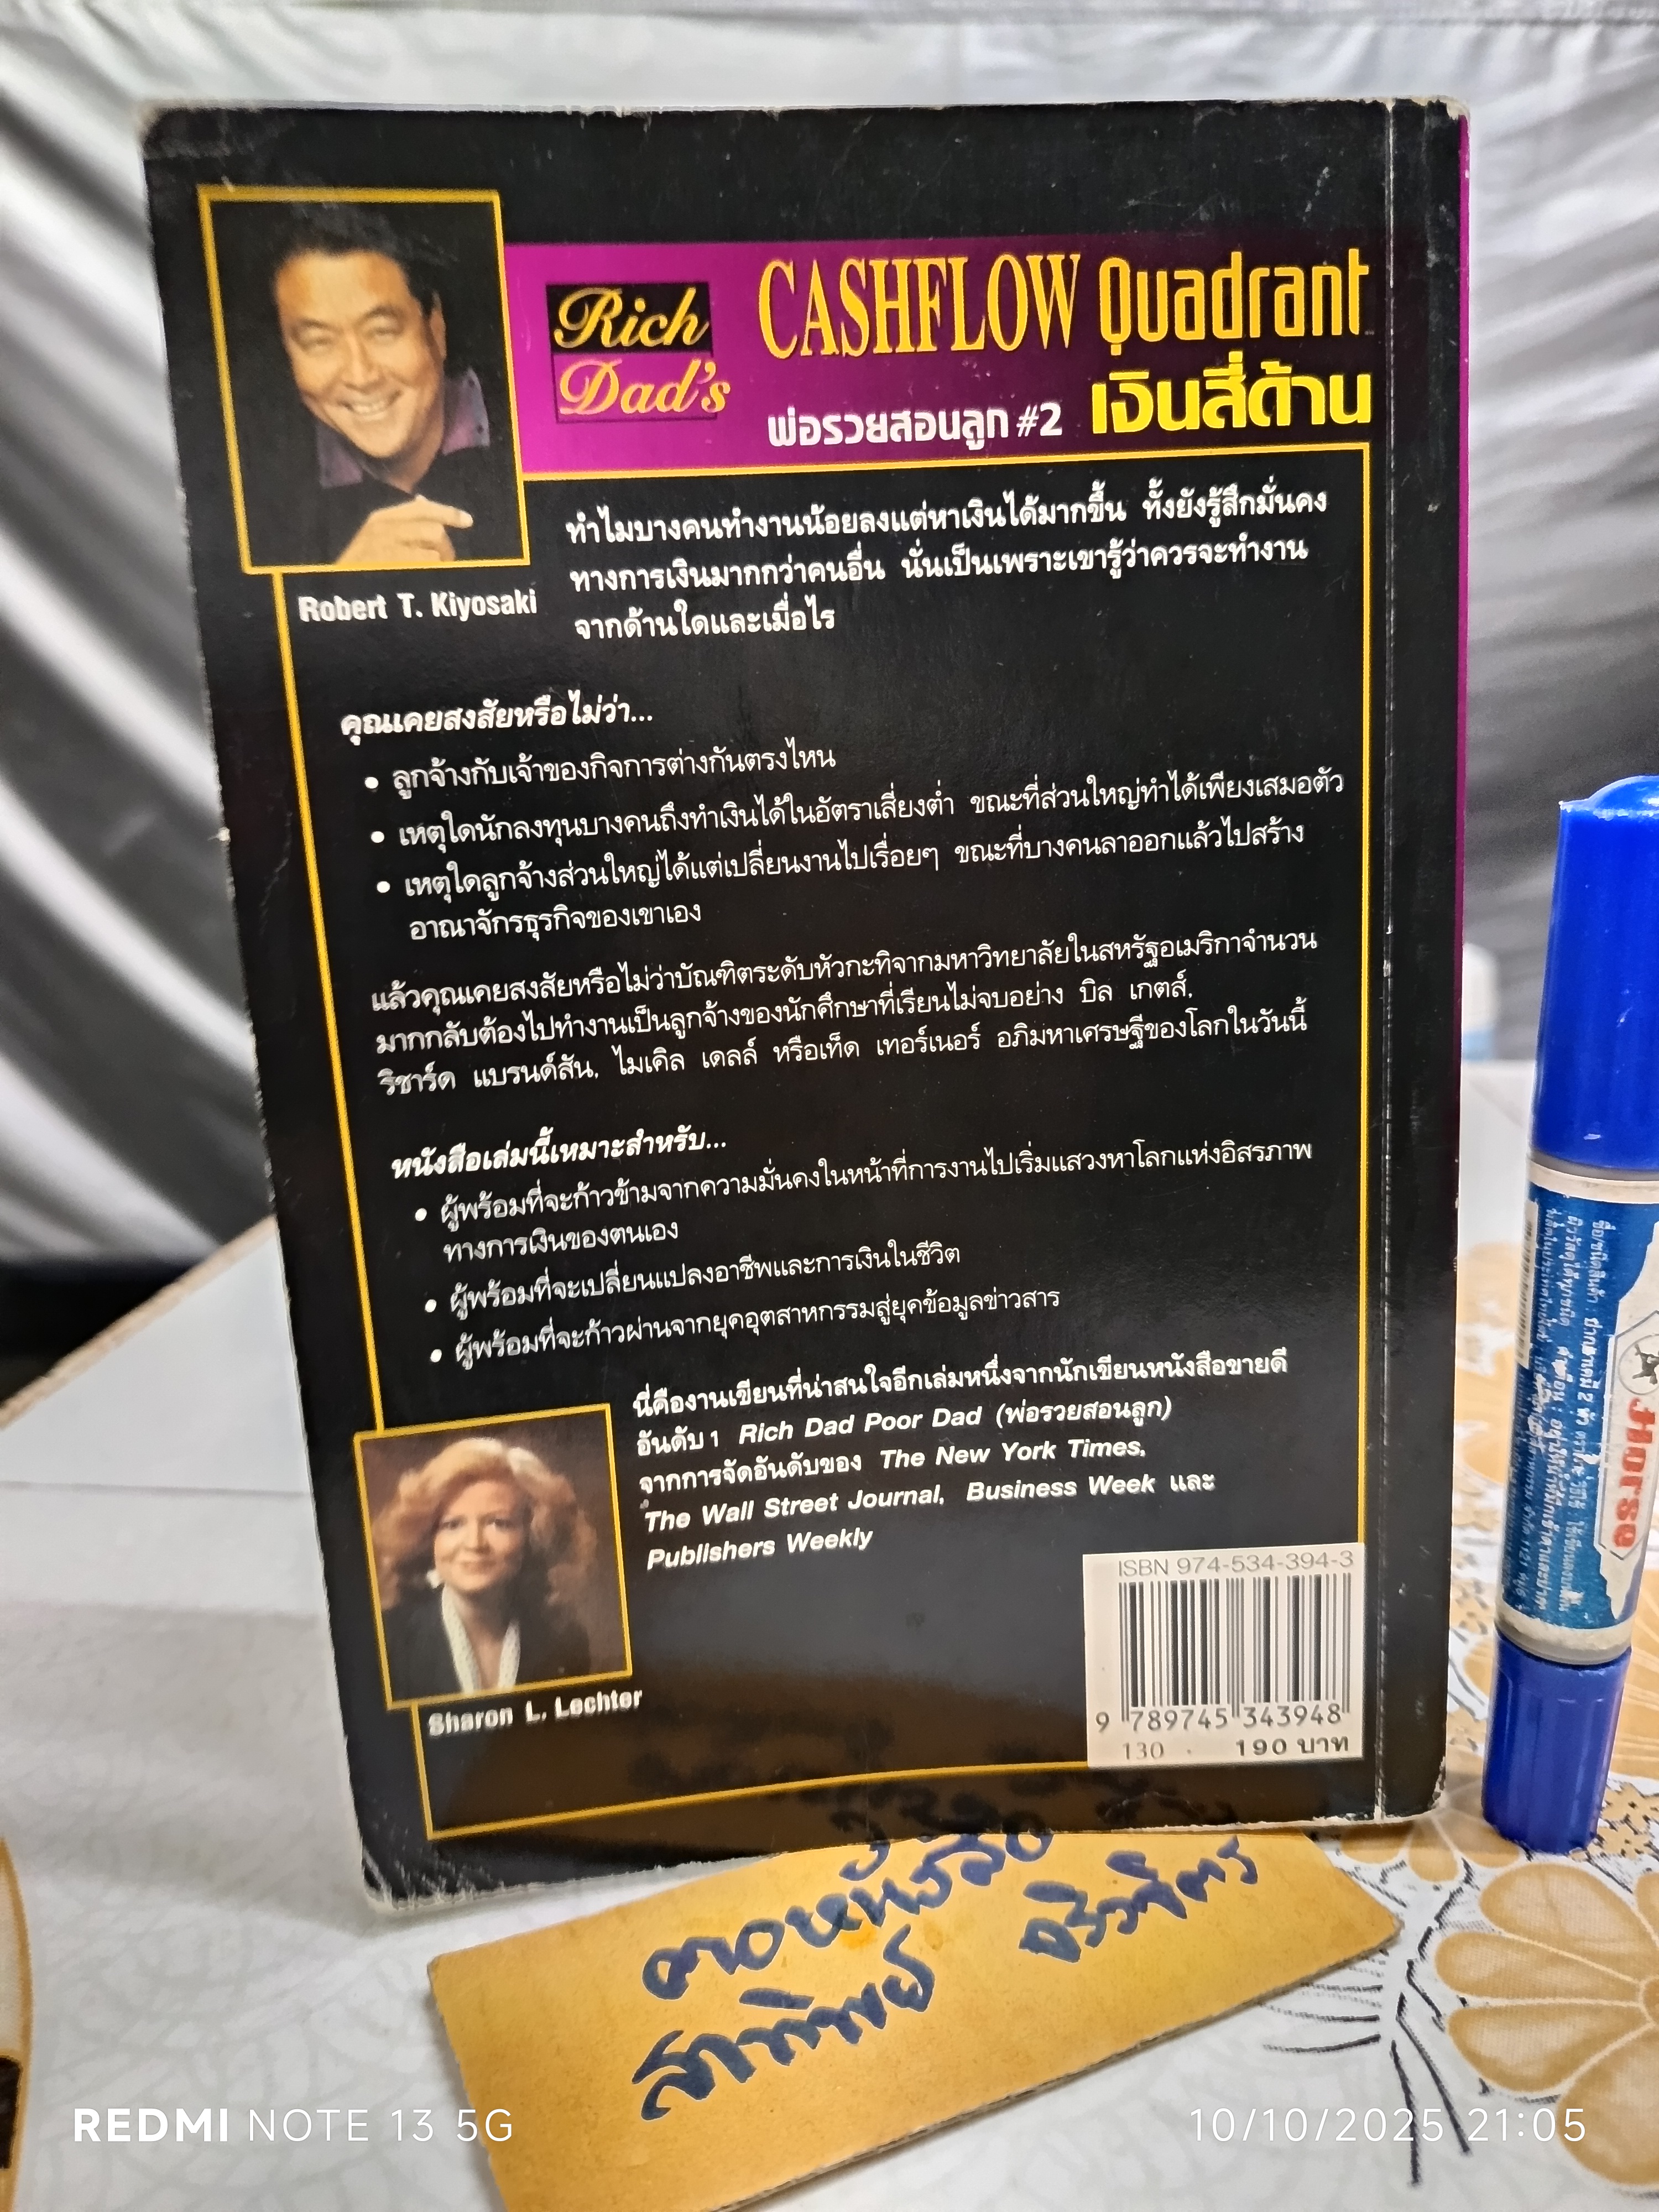 Rich
Dad's
CASHFLOW Quadrant
พ่อรวยสอนลูก #2 เงินสี่ด้าน
Robert T. Kiyosaki
ทำไมบางคนทำงานน้อยลงแต่หาเงินได้มากขึ้น ทั้งยังรู้สึกมั่นคง
ทางการเงินมากกว่าคนอื่น นั่นเป็นเพราะเขารู้ว่าควรจะทำงาน
จากด้านใดและเมื่อไร
คุณเคยสงสัยหรือไม่ว่า...
• ลูกจ้างกับเจ้าของกิจการต่างกันตรงไหน
• เหตุใดนักลงทุนบางคนถึงทำเงินได้ในอัตราเสี่ยงต่ำ ขณะที่ส่วนใหญ่ทำได้เพียงเสมอตัว
• เหตุใดลูกจ้างส่วนใหญ่ได้แต่เปลี่ยนงานไปเรื่อยๆ ขณะที่บางคนลาออกแล้วไปสร้าง
อาณาจักรธุรกิจของเขาเอง
แล้วคุณเคยสงสัยหรือไม่ว่าบัณฑิตระดับหัวกะทิจากมหาวิทยาลัยในสหรัฐอเมริกาจำนวน
มากกลับต้องไปทำงานเป็นลูกจ้างของนักศึกษาที่เรียนไม่จบอย่าง บิล เกตส์,
ริชาร์ด แบรนด์สัน, ไมเคิล เดลล์ หรือเท็ด เทอร์เนอร์ อภิมหาเศรษฐีของโลกในวันนี้
หนังสือเล่มนี้เหมาะสำหรับ...
• ผู้พร้อมที่จะก้าวข้ามจากความมั่นคงในหน้าที่การงานไปเริ่มแสวงหาโลกแห่งอิสรภาพ
ทางการเงินของตนเอง
• ผู้พร้อมที่จะเปลี่ยนแปลงอาชีพและการเงินในชีวิต
• ผู้พร้อมที่จะก้าวผ่านจากยุคอุตสาหกรรมสู่ยุคข้อมูลข่าวสาร
นี่คืองานเขียนที่น่าสนใจอีกเล่มหนึ่งจากนักเขียนหนังสือขายดี
อันดับ 1 Rich Dad Poor Dad (พ่อรวยสอนลูก)
จากการจัดอันดับของ The New York Times,
The Wall Street Journal, Business Week และ
Publishers Weekly
Sharon L. Lechter
ISBN 974-534-394-3
9 789745 343948
130 190 บาท
Horse
สาทิพย์
REDMI NOTE 13 5G
10/10/2025 21:05